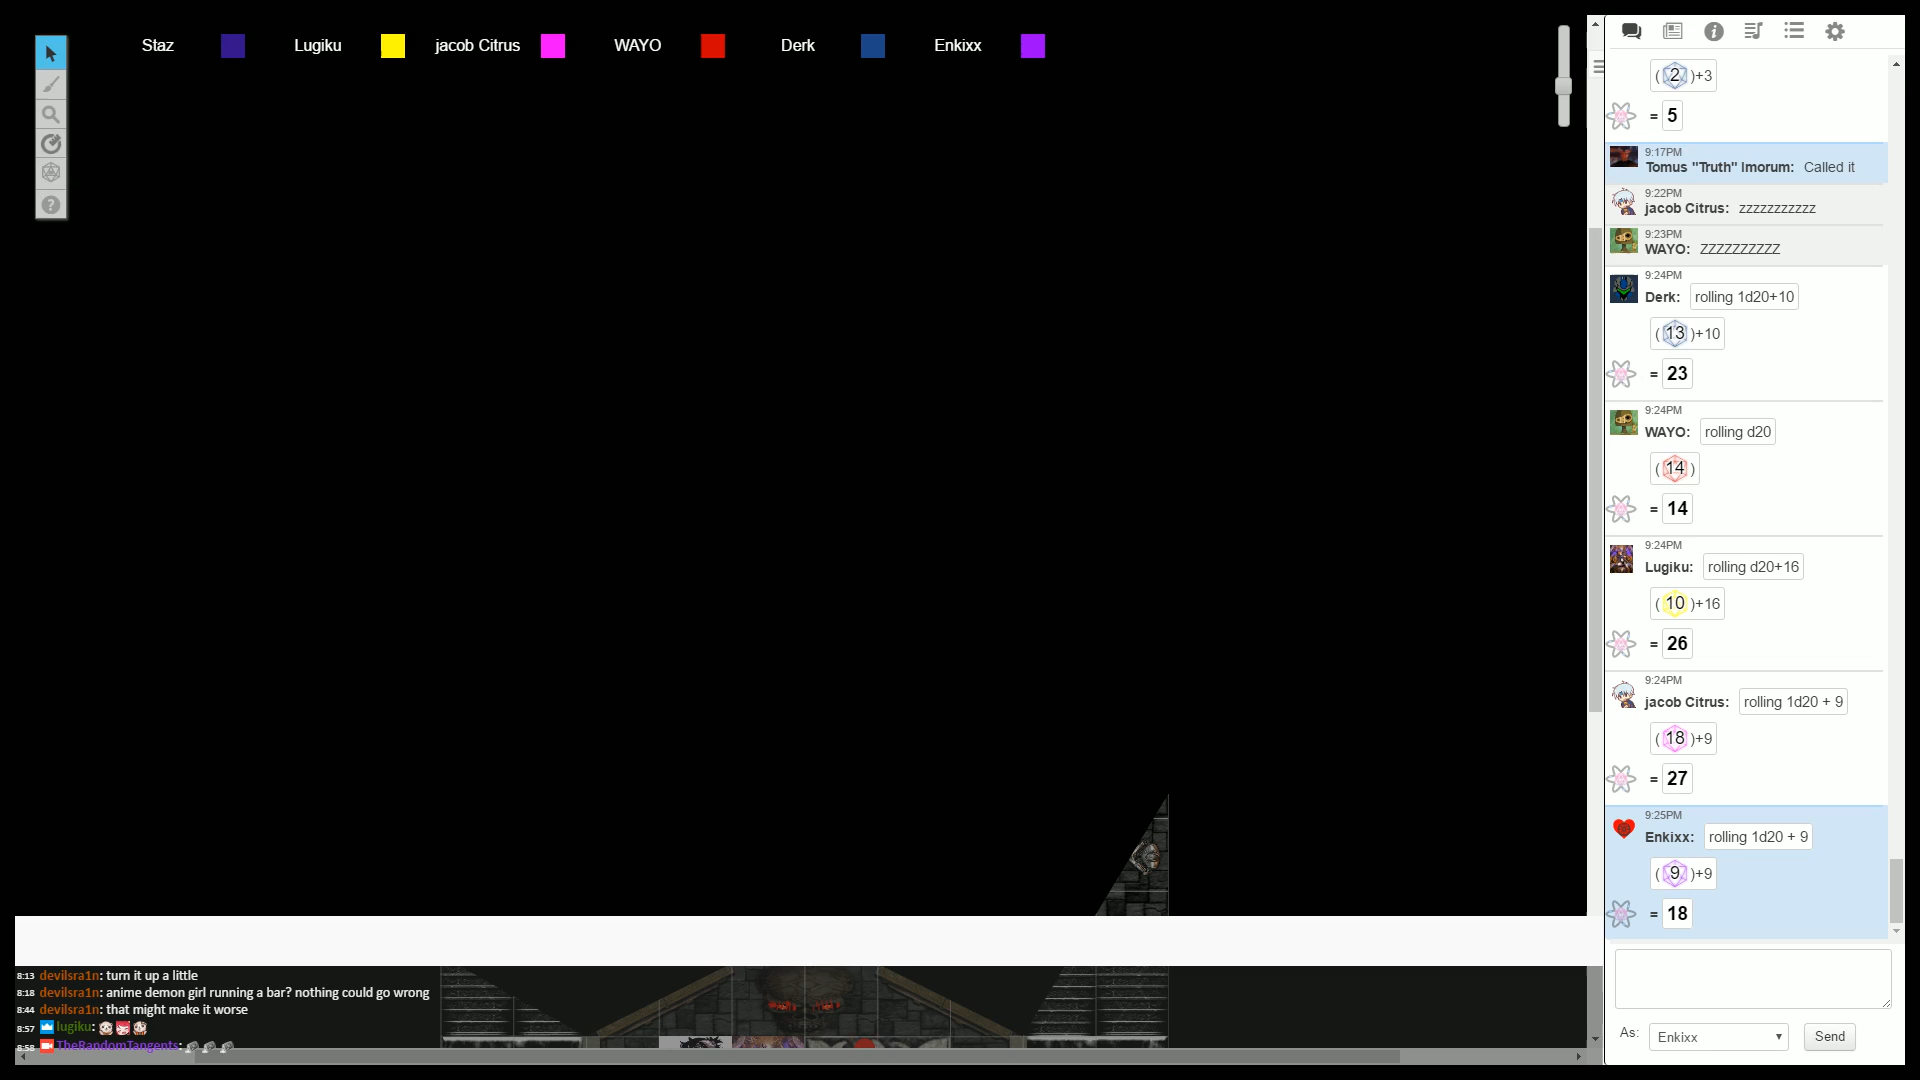 Staz Lugiku jacob Citrus WAYO Derk Enkixx
(2)+3
= 5
9:17PM
Tomus "Truth" Imorum: Called it
9:22PM
jacob Citrus: zzzzzzzzzzz
9:23PM
WAYO: ZZZZZZZZZZ
9:24PM
Derk: rolling 1d20+10
(13)+10
= 23
9:24PM
WAYO: rolling d20
(14)
= 14
9:24PM
Lugiku: rolling d20+16
(10)+16
= 26
9:24PM
jacob Citrus: rolling 1d20 + 9
(18)+9
= 27
9:25PM
Enkixx: rolling 1d20 + 9
(9)+9
= 18
As: Enkixx Send
8:13 devilsra1n: turn it up a little
8:18 devilsra1n: anime demon girl running a bar? nothing could go wrong
8:44 devilsra1n: that might make it worse
8:57 lugiku:
8:58 TheRandomTangents: